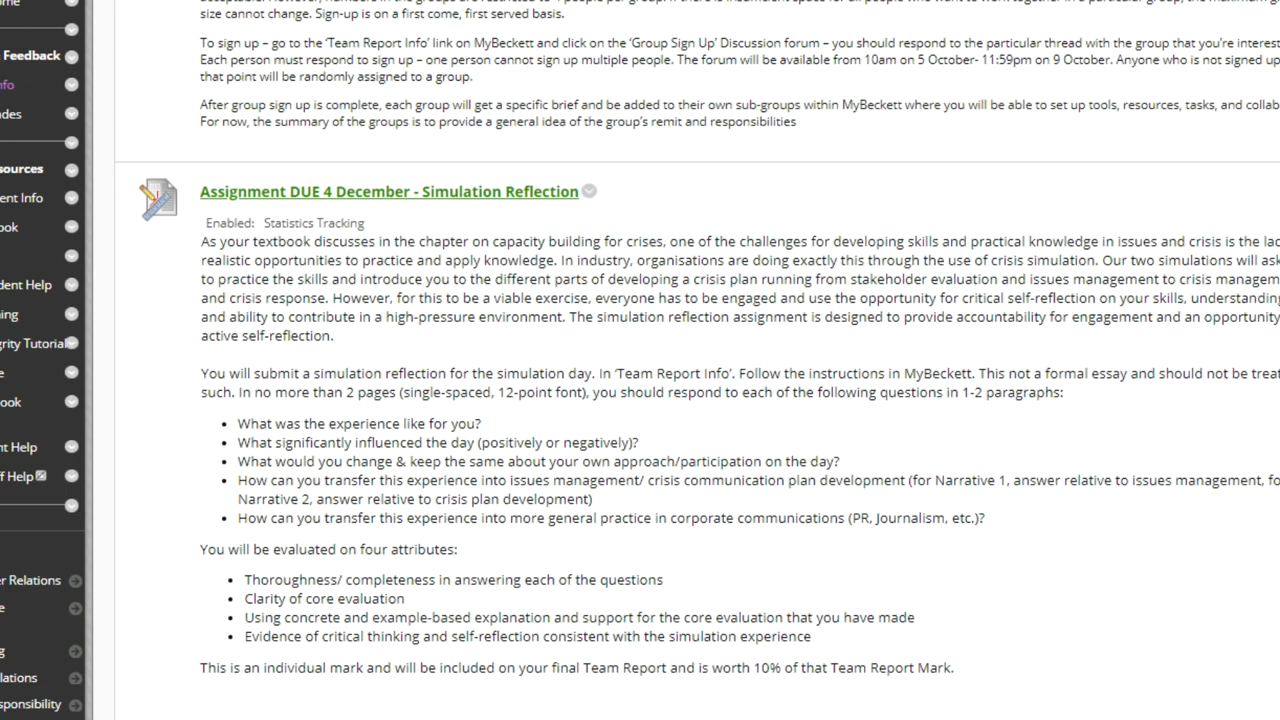 size cannot change. Sign-up is on a first come, first served basis.
To sign up – go to the 'Team Report Info' link on MyBeckett and click on the 'Group Sign Up' Discussion forum – you should respond to the particular thread with the group that you're interest
Each person must respond to sign up – one person cannot sign up multiple people. The forum will be available from 10am on 5 October- 11:59pm on 9 October. Anyone who is not signed up
that point will be randomly assigned to a group.
After group sign up is complete, each group will get a specific brief and be added to their own sub-groups within MyBeckett where you will be able to set up tools, resources, tasks, and collab
For now, the summary of the groups is to provide a general idea of the group's remit and responsibilities
Assignment DUE 4 December - Simulation Reflection
Enabled: Statistics Tracking
As your textbook discusses in the chapter on capacity building for crises, one of the challenges for developing skills and practical knowledge in issues and crisis is the lac
realistic opportunities to practice and apply knowledge. In industry, organisations are doing exactly this through the use of crisis simulation. Our two simulations will ask
to practice the skills and introduce you to the different parts of developing a crisis plan running from stakeholder evaluation and issues management to crisis managem
and crisis response. However, for this to be a viable exercise, everyone has to be engaged and use the opportunity for critical self-reflection on your skills, understanding
and ability to contribute in a high-pressure environment. The simulation reflection assignment is designed to provide accountability for engagement and an opportunity
active self-reflection.
You will submit a simulation reflection for the simulation day. In 'Team Report Info'. Follow the instructions in MyBeckett. This not a formal essay and should not be treat
such. In no more than 2 pages (single-spaced, 12-point font), you should respond to each of the following questions in 1-2 paragraphs:
• What was the experience like for you?
• What significantly influenced the day (positively or negatively)?
• What would you change & keep the same about your own approach/participation on the day?
• How can you transfer this experience into issues management/ crisis communication plan development (for Narrative 1, answer relative to issues management, fo
Narrative 2, answer relative to crisis plan development)
• How can you transfer this experience into more general practice in corporate communications (PR, Journalism, etc.)?
You will be evaluated on four attributes:
• Thoroughness/ completeness in answering each of the questions
• Clarity of core evaluation
• Using concrete and example-based explanation and support for the core evaluation that you have made
• Evidence of critical thinking and self-reflection consistent with the simulation experience
This is an individual mark and will be included on your final Team Report and is worth 10% of that Team Report Mark.
Feedback
nfo
ades
sources
ent Info
ook
dent Help
ning
grity Tutorial
e
ook
nt Help
ff Help
er Relations
e
g
lations
sponsibility